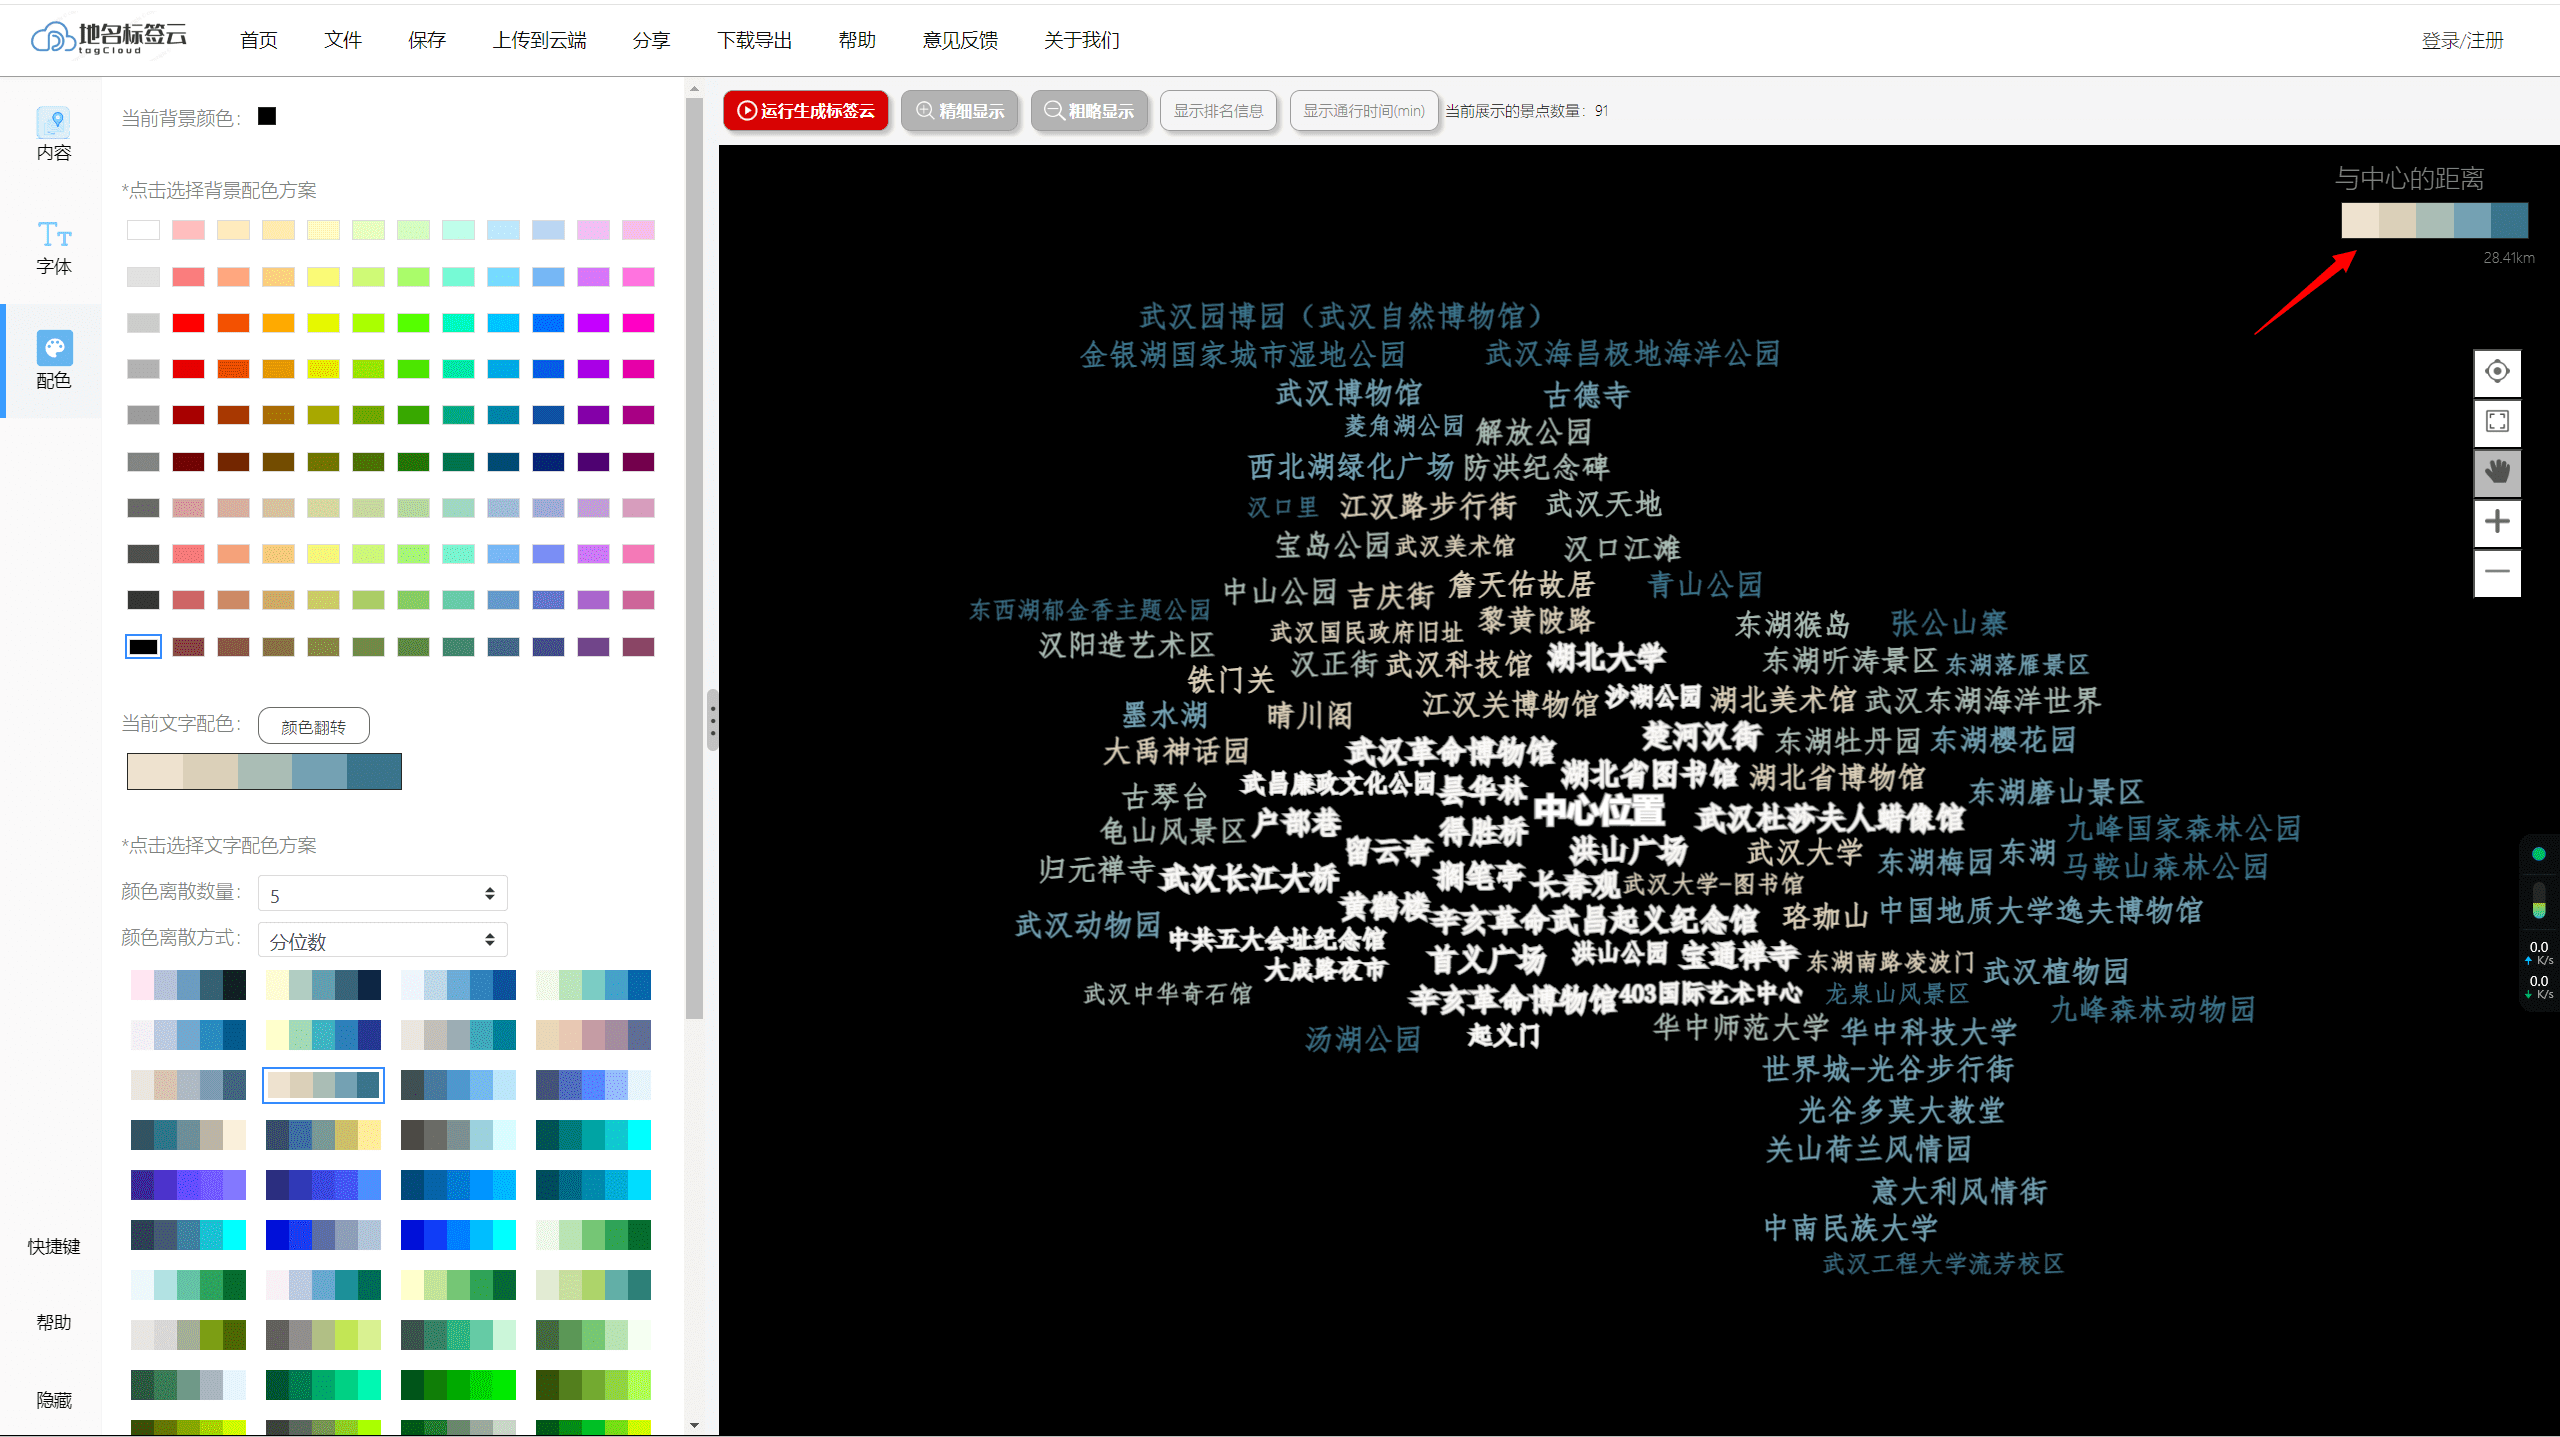 地名标签云
tagCloud
首页
文件
保存
上传到云端
分享
下载导出
帮助
意见反馈
关于我们
登录/注册
内容
字体
配色
快捷键
帮助
隐藏
当前背景颜色：
*点击选择背景配色方案
当前文字配色：
颜色翻转
*点击选择文字配色方案
颜色离散数量：
5
颜色离散方式：
分位数
运行生成标签云
精细显示
粗略显示
显示排名信息
显示通行时间(min)
当前展示的景点数量：91
与中心的距离
28.41km
武汉园博园（武汉自然博物馆）
金银湖国家城市湿地公园
武汉海昌极地海洋公园
武汉博物馆
古德寺
菱角湖公园
解放公园
西北湖绿化广场
防洪纪念碑
汉口里
江汉路步行街
武汉天地
宝岛公园
武汉美术馆
汉口江滩
中山公园
吉庆街
詹天佑故居
青山公园
东西湖郁金香主题公园
武汉国民政府旧址
黎黄陂路
东湖猴岛
张公山寨
汉阳造艺术区
汉正街
武汉科技馆
湖北大学
东湖听涛景区
东湖落雁景区
铁门关
江汉关博物馆
沙湖公园
湖北美术馆
武汉东湖海洋世界
墨水湖
晴川阁
楚河汉街
东湖牡丹园
东湖樱花园
大禹神话园
武汉革命博物馆
湖北省图书馆
湖北省博物馆
武昌廉政文化公园
昙华林
东湖磨山景区
古琴台
中心位置
武汉杜莎夫人蜡像馆
九峰国家森林公园
龟山风景区
户部巷
得胜桥
留云亭
洪山广场
武汉大学
东湖梅园
东湖
马鞍山森林公园
归元禅寺
武汉长江大桥
搁笔亭
长春观
武汉大学-图书馆
黄鹤楼
辛亥革命武昌起义纪念馆
珞珈山
中国地质大学逸夫博物馆
武汉动物园
中共五大会址纪念馆
首义广场
洪山公园
宝通禅寺
东湖南路凌波门
武汉植物园
大成路夜市
武汉中华奇石馆
辛亥革命博物馆
403国际艺术中心
龙泉山风景区
九峰森林动物园
汤湖公园
起义门
华中师范大学
华中科技大学
世界城-光谷步行街
光谷多莫大教堂
关山荷兰风情园
意大利风情街
中南民族大学
武汉工程大学流芳校区
0.0
K/s
0.0
K/s